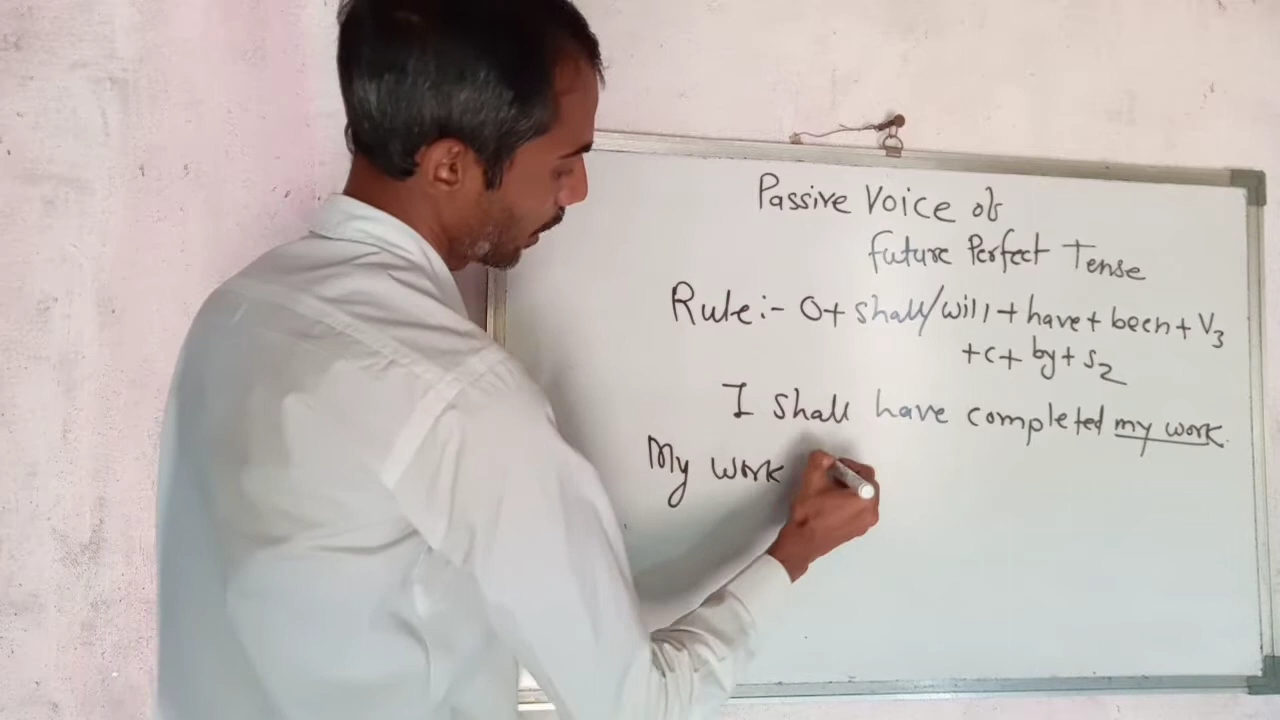 Passive Voice of
future Perfect Tense
Rule:- O+ shall/will+have+been+V3
+c+by+S2
I shall have completed my work.
My work